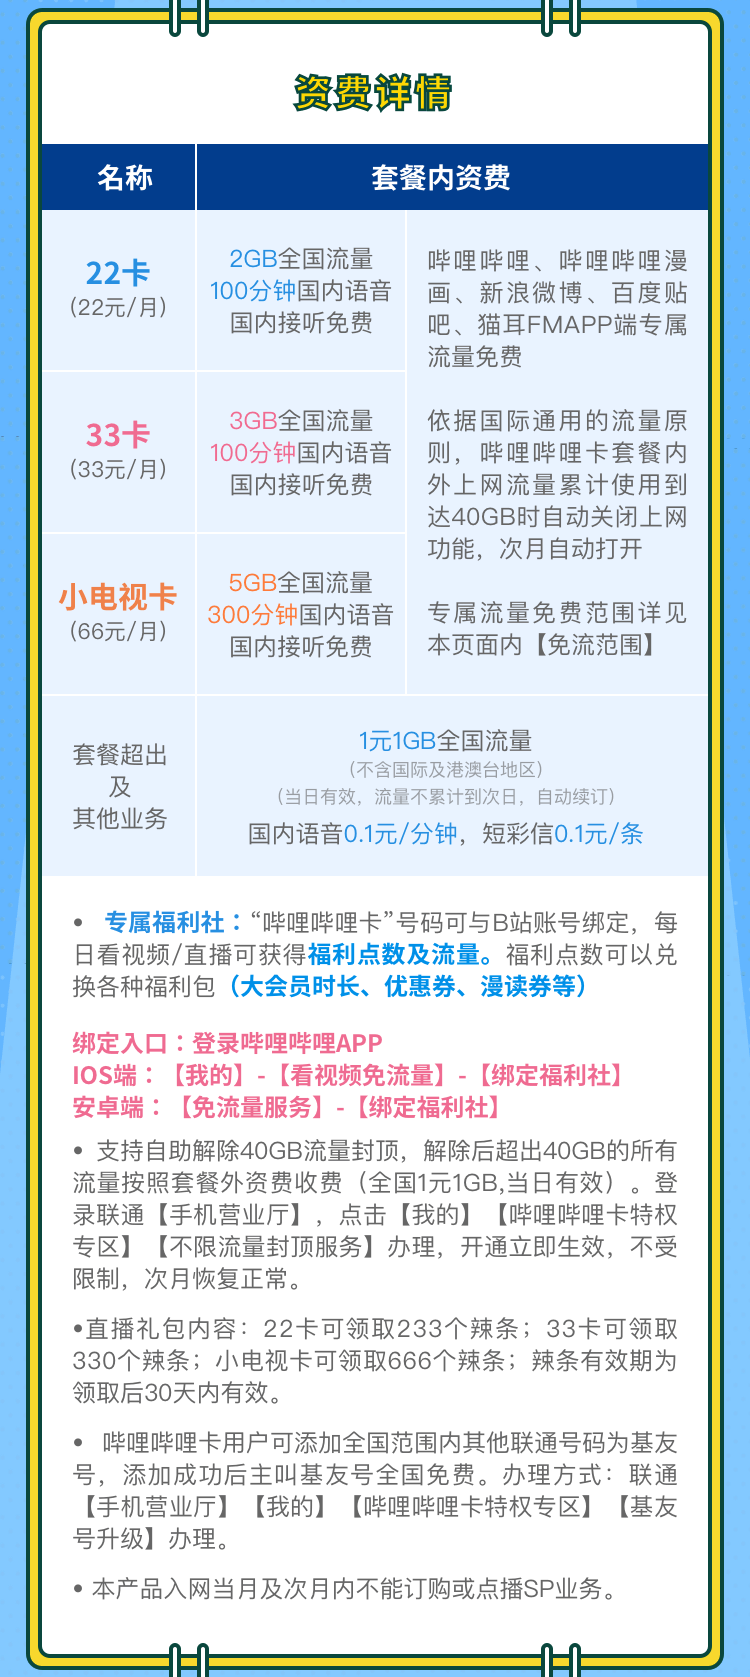 资费详情
名称
套餐内资费
22卡
(22元/月)
2GB全国流量
100分钟国内语音
国内接听免费
33卡
(33元/月)
3GB全国流量
100分钟国内语音
国内接听免费
小电视卡
(66元/月)
5GB全国流量
300分钟国内语音
国内接听免费
哔哩哔哩、哔哩哔哩漫
画、新浪微博、百度贴
吧、猫耳FMAPP端专属
流量免费
依据国际通用的流量原
则，哔哩哔哩卡套餐内
外上网流量累计使用到
达40GB时自动关闭上网
功能，次月自动打开
专属流量免费范围详见
本页面内【免流范围】
套餐超出
及
其他业务
1元1GB全国流量
（不含国际及港澳台地区）
（当日有效，流量不累计到次日，自动续订）
国内语音0.1元/分钟，短彩信0.1元/条
• 专属福利社：“哔哩哔哩卡”号码可与B站账号绑定，每
日看视频/直播可获得福利点数及流量。福利点数可以兑
换各种福利包（大会员时长、优惠券、漫读券等）
绑定入口：登录哔哩哔哩APP
IOS端：【我的】-【看视频免流量】-【绑定福利社】
安卓端：【免流量服务】-【绑定福利社】
• 支持自助解除40GB流量封顶，解除后超出40GB的所有
流量按照套餐外资费收费（全国1元1GB,当日有效）。登
录联通【手机营业厅】，点击【我的】【哔哩哔哩卡特权
专区】【不限流量封顶服务】办理，开通立即生效，不受
限制，次月恢复正常。
•直播礼包内容：22卡可领取233个辣条；33卡可领取
330个辣条；小电视卡可领取666个辣条；辣条有效期为
领取后30天内有效。
• 哔哩哔哩卡用户可添加全国范围内其他联通号码为基友
号，添加成功后主叫基友号全国免费。办理方式：联通
【手机营业厅】【我的】【哔哩哔哩卡特权专区】【基友
号升级】办理。
• 本产品入网当月及次月内不能订购或点播SP业务。